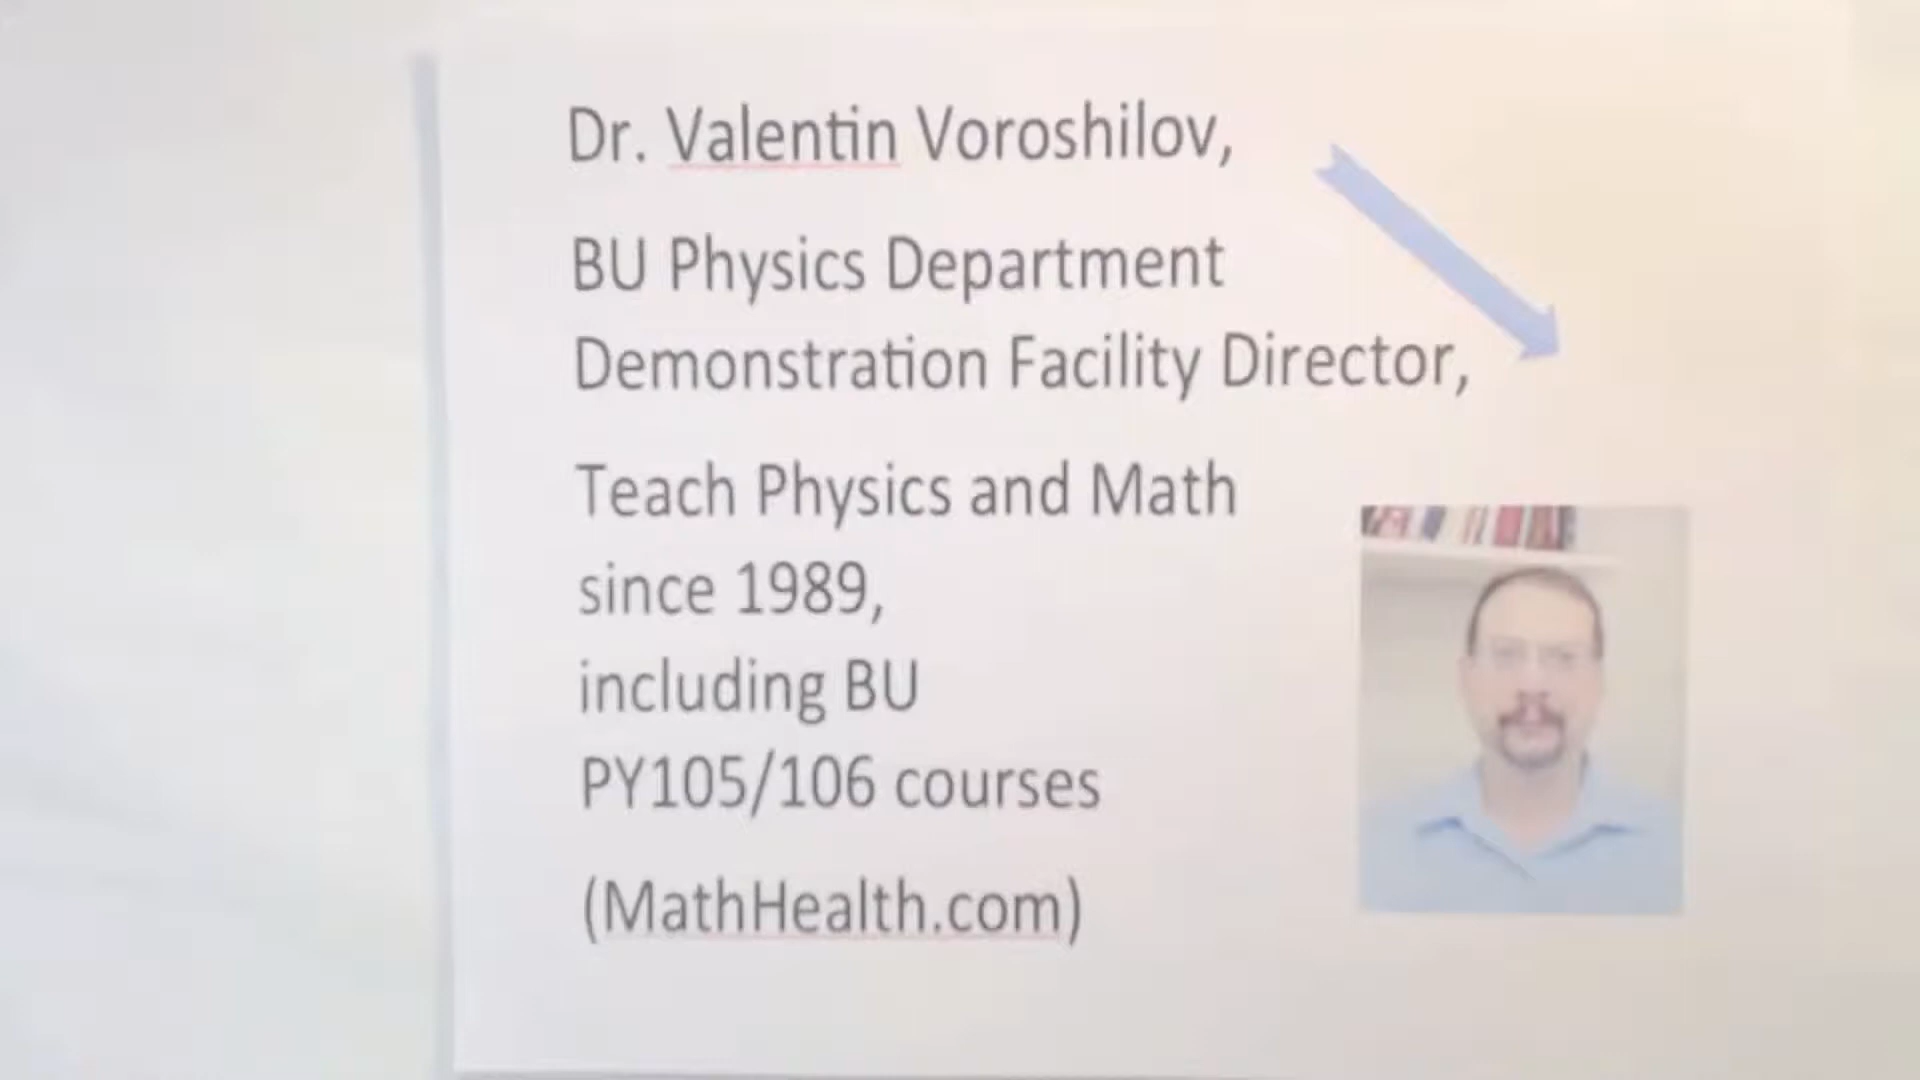 Dr. Valentin Voroshilov,
BU Physics Department
Demonstration Facility Director,
Teach Physics and Math
since 1989,
including BU
PY105/106 courses
(MathHealth.com)